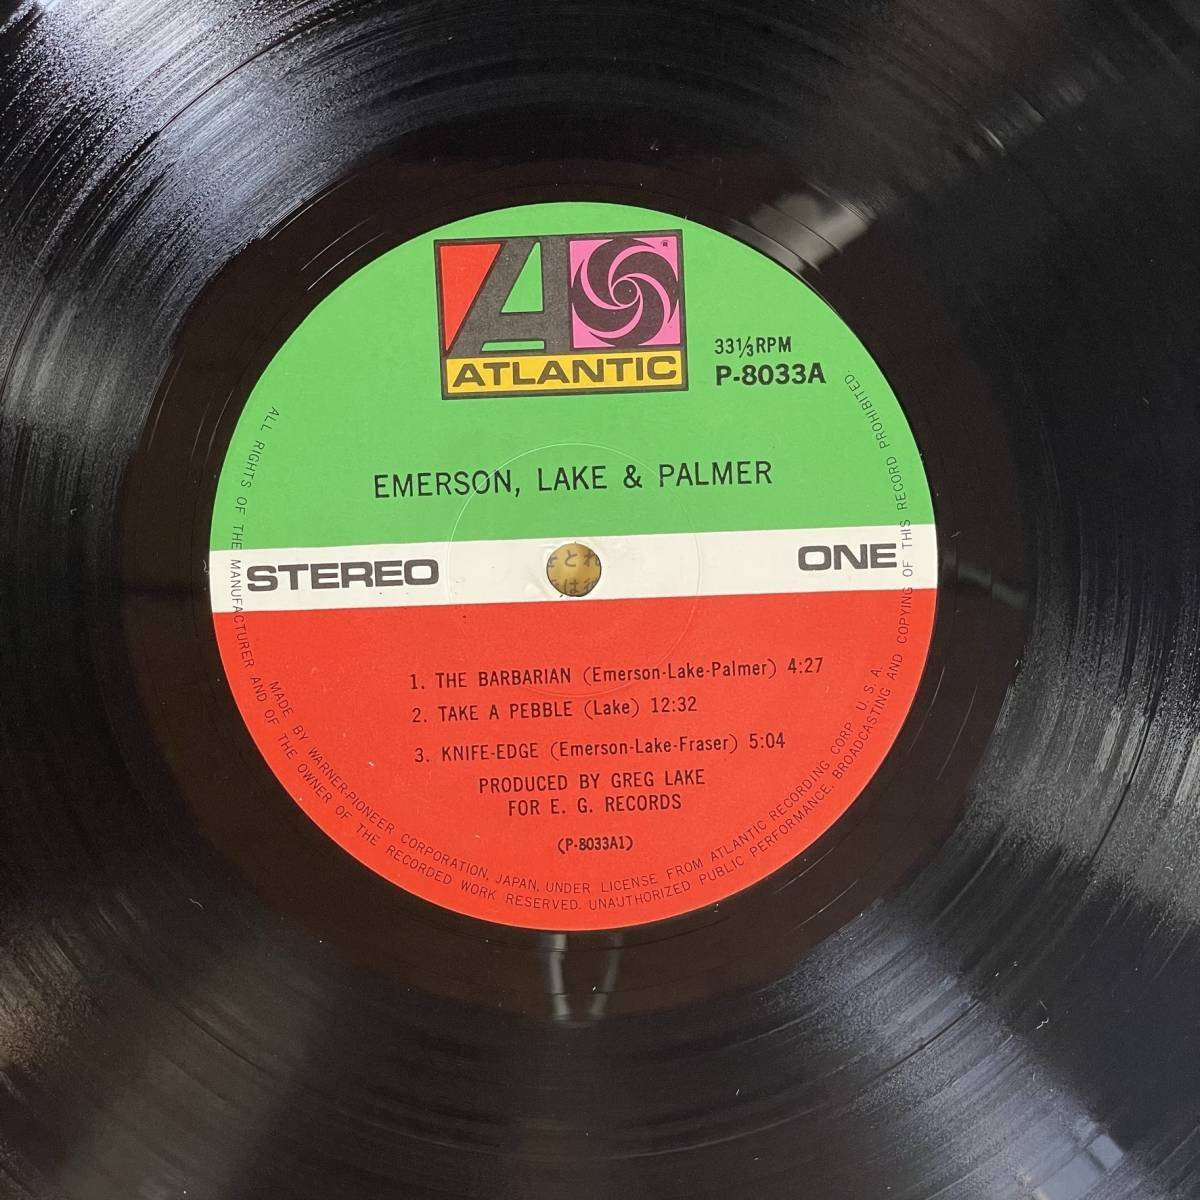 ATLANTIC
®
33⅓RPM
P-8033A
EMERSON, LAKE & PALMER
STEREO
ONE
をとれ
1. THE BARBARIAN (Emerson-Lake-Palmer) 4:27
2. TAKE A PEBBLE (Lake) 12:32
3. KNIFE-EDGE (Emerson-Lake-Fraser) 5:04
PRODUCED BY GREG LAKE
FOR E. G. RECORDS
(P-8033A1)
MADE BY WARNER-PIONEER CORPORATION, JAPAN, UNDER LICENSE FROM ATLANTIC RECORDING CORP. U.S.A.
ALL RIGHTS OF THE MANUFACTURER AND OF THE OWNER OF THE RECORDED WORK RESERVED. UNAUTHORIZED PUBLIC PERFORMANCE, BROADCASTING AND COPYING OF THIS RECORD PROHIBITED.